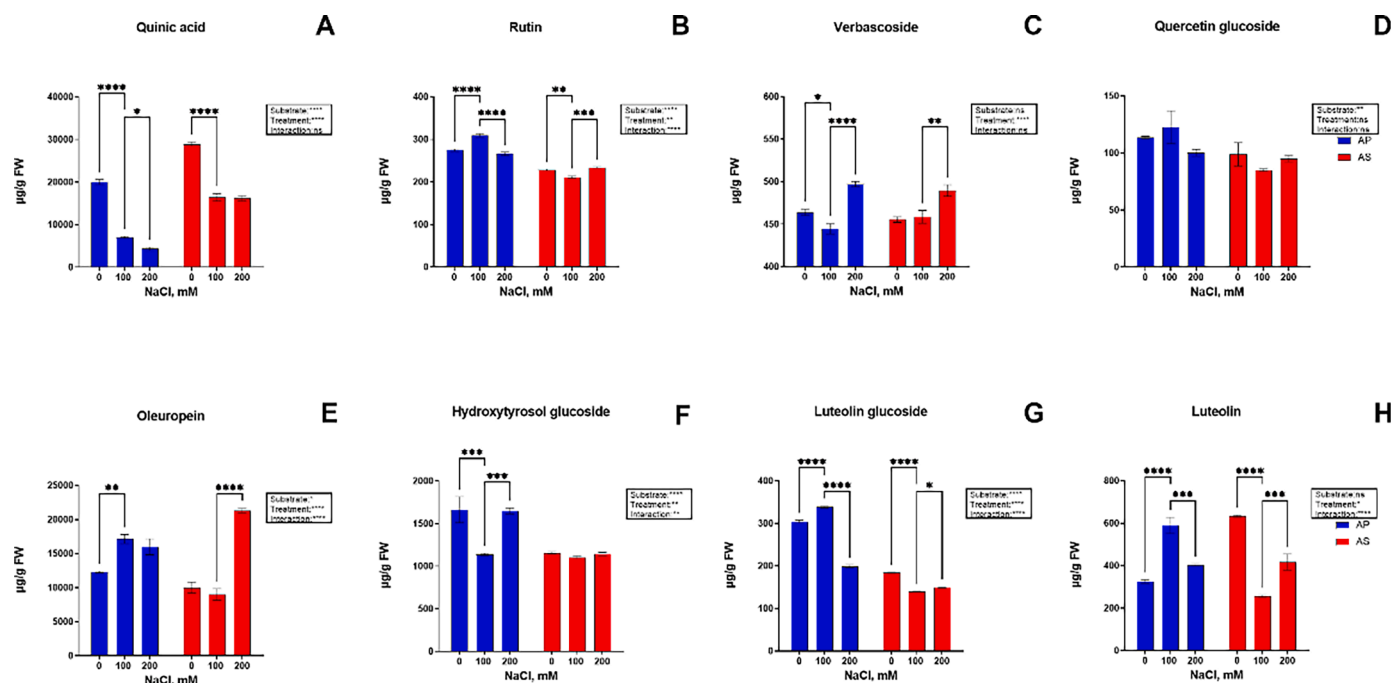 Quinic acid
A
µg/g FW
40000
30000
20000
10000
0
****
*
****
Substrate:****
Treatment:****
Interaction:ns
0 100 200 0 100 200
NaCl, mM
Rutin
B
µg/g FW
400
300
200
100
0
****
****
**
***
Substrate:****
Treatment:**
Interaction:****
0 100 200 0 100 200
NaCl, mM
Verbascoside
C
µg/g FW
600
550
500
450
400
*
****
**
Substrate:ns
Treatment:****
Interaction:ns
0 100 200 0 100 200
NaCl, mM
Quercetin glucoside
D
µg/g FW
150
100
50
0
Substrate:**
Treatment:ns
Interaction:ns
AP
AS
0 100 200 0 100 200
NaCl, mM
Oleuropein
E
µg/g FW
25000
20000
15000
10000
5000
0
**
****
Substrate:*
Treatment:****
Interaction:****
0 100 200 0 100 200
NaCl, mM
Hydroxytyrosol glucoside
F
µg/g FW
2000
1500
1000
500
0
***
***
Substrate:****
Treatment:**
Interaction:**
0 100 200 0 100 200
NaCl, mM
Luteolin glucoside
G
µg/g FW
400
300
200
100
0
****
****
****
*
Substrate:****
Treatment:****
Interaction:****
0 100 200 0 100 200
NaCl, mM
Luteolin
H
µg/g FW
800
600
400
200
0
****
***
****
***
Substrate:ns
Treatment:*
Interaction:****
AP
AS
0 100 200 0 100 200
NaCl, mM